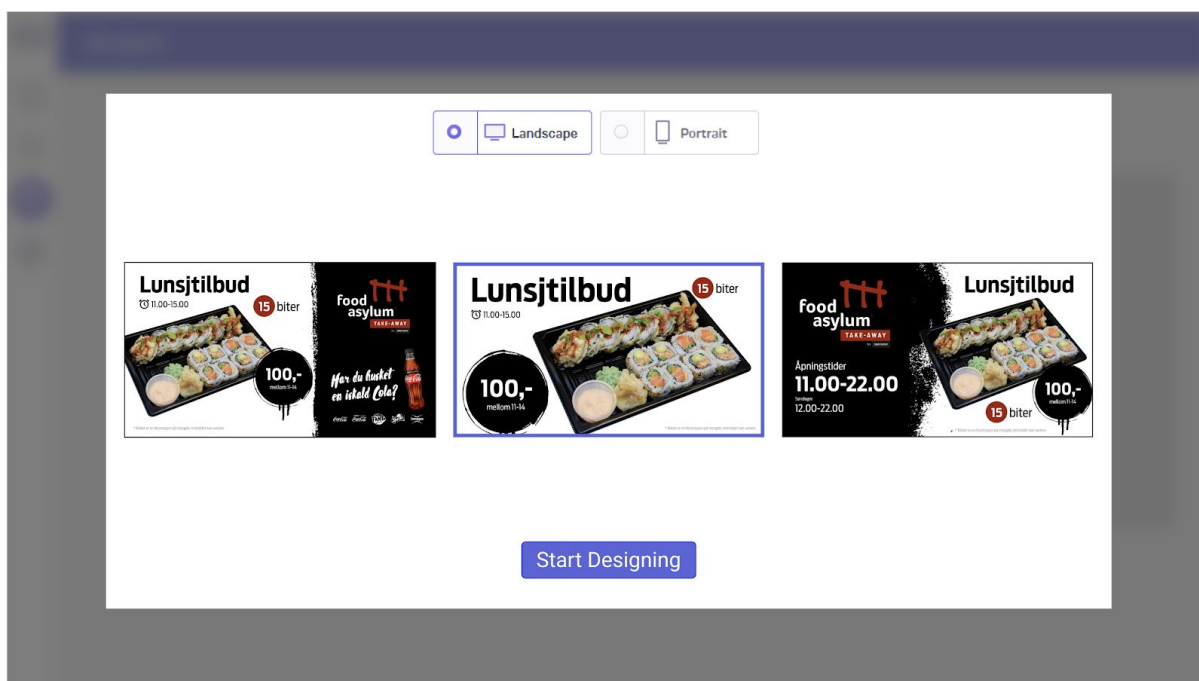 Landscape
Portrait
Lunsjtilbud
11.00-15.00
15 biter
100,-
mellom 11-14
food
asylum
TAKE-AWAY
Har du husket
en iskald Cola?
Lunsjtilbud
11.00-15.00
15 biter
100,-
mellom 11-14
food
asylum
TAKE-AWAY
Åpningstider
11.00-22.00
Søndager
12.00-22.00
Lunsjtilbud
100,-
mellom 11-14
15 biter
Start Designing